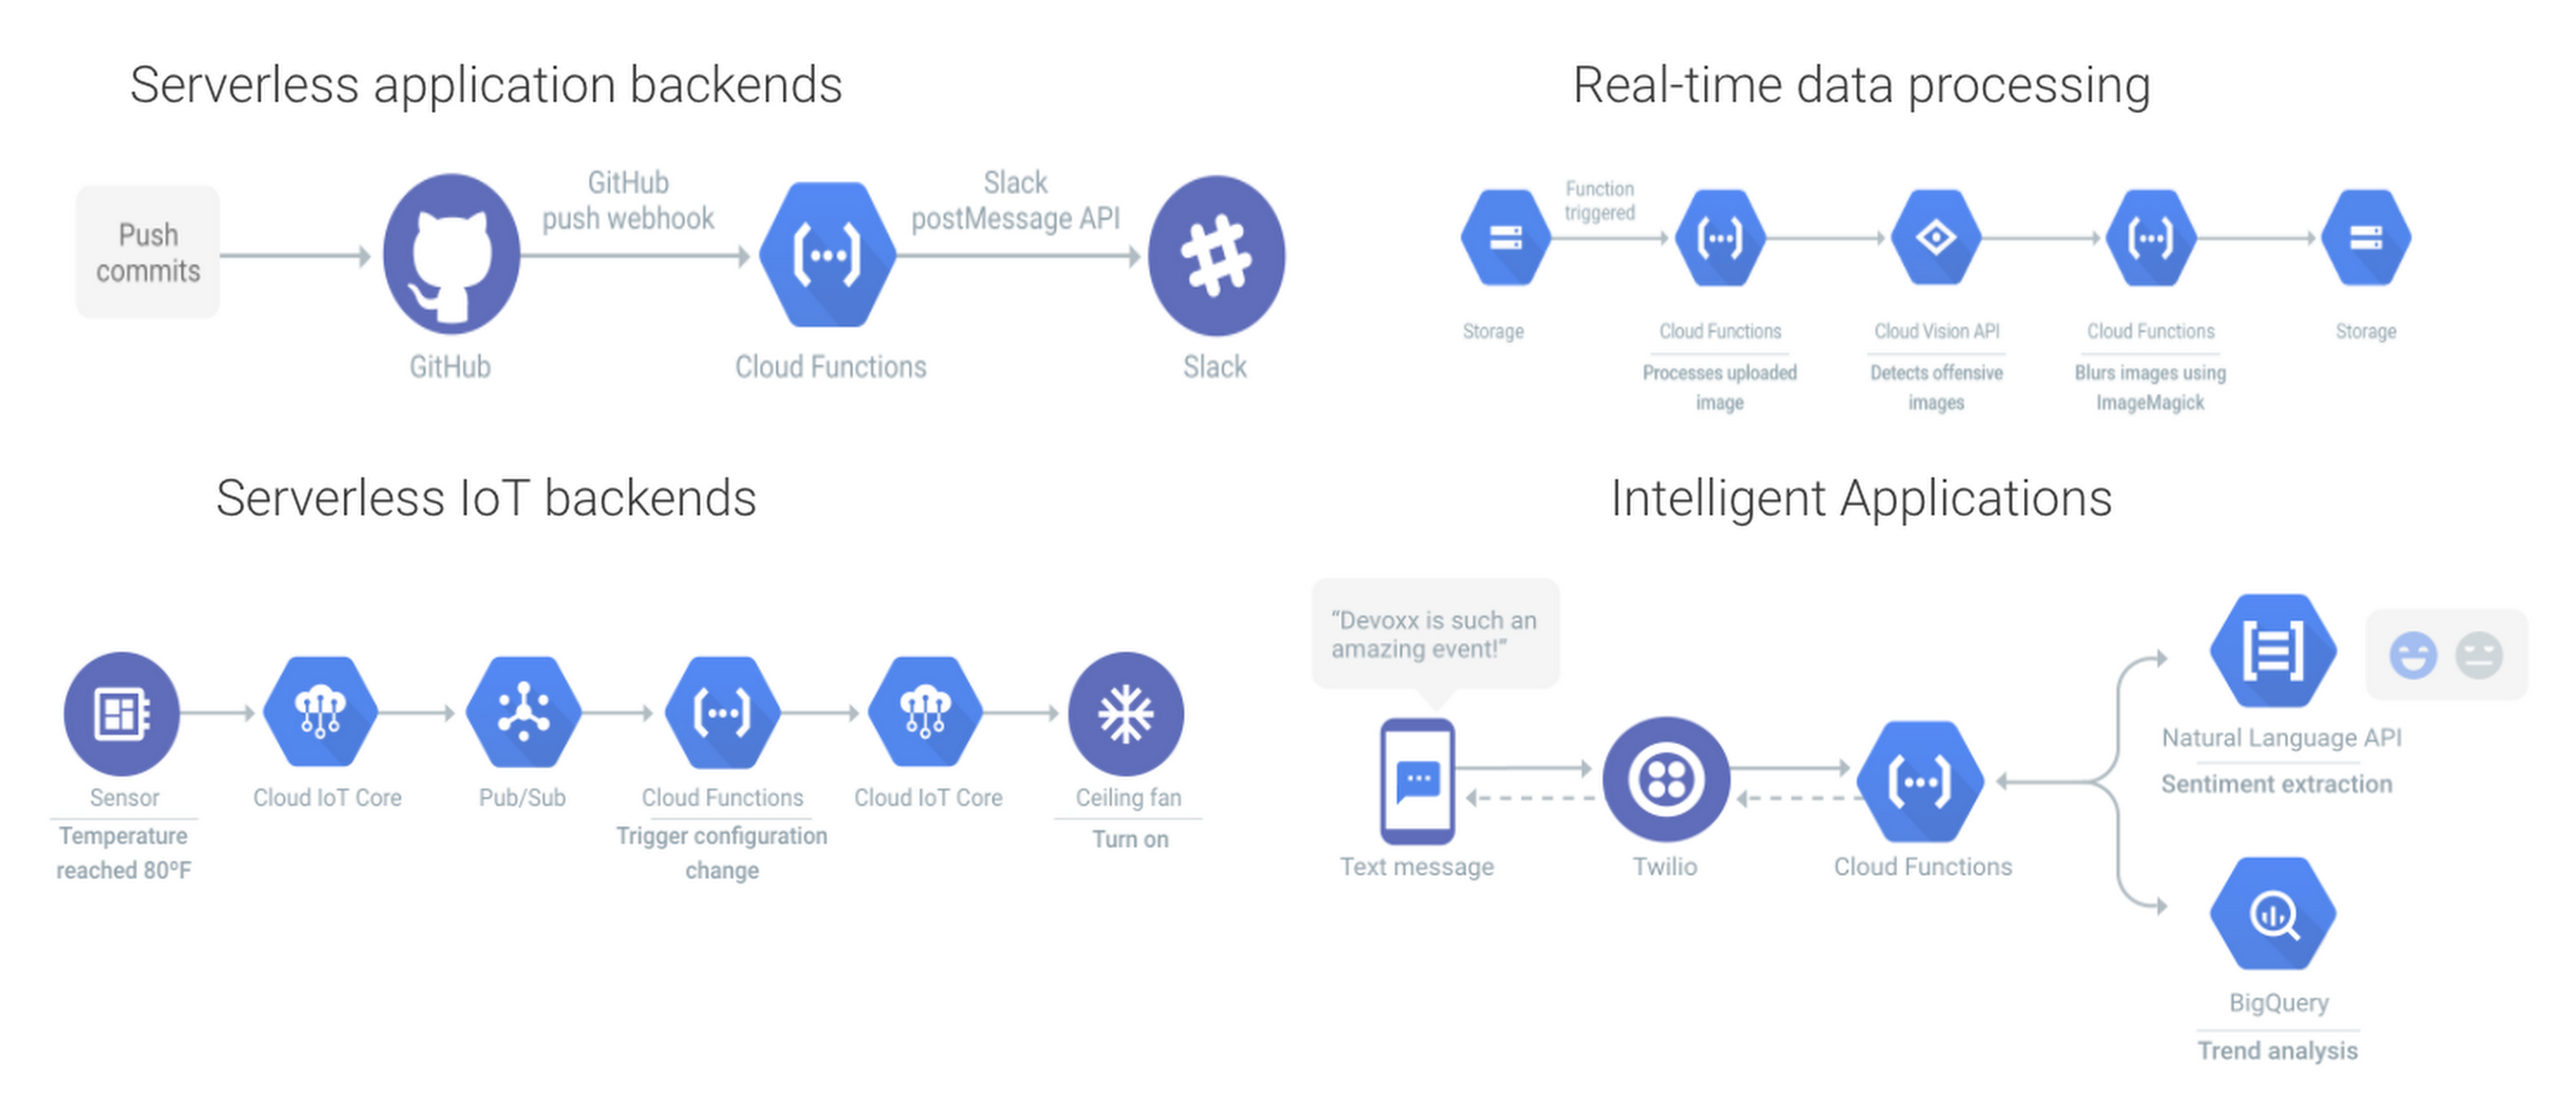 Serverless application backends
Push
commits
GitHub
push webhook
Slack
postMessage API
GitHub
Cloud Functions
Slack
Real-time data processing
Function
triggered
Storage
Cloud Functions
Processes uploaded
image
Cloud Vision API
Detects offensive
images
Cloud Functions
Blurs images using
ImageMagick
Storage
Serverless IoT backends
Sensor
Temperature
reached 80ºF
Cloud IoT Core
Pub/Sub
Cloud Functions
Trigger configuration
change
Cloud IoT Core
Ceiling fan
Turn on
Intelligent Applications
“Devoxx is such an
amazing event!”
Text message
Twilio
Cloud Functions
Natural Language API
Sentiment extraction
BigQuery
Trend analysis